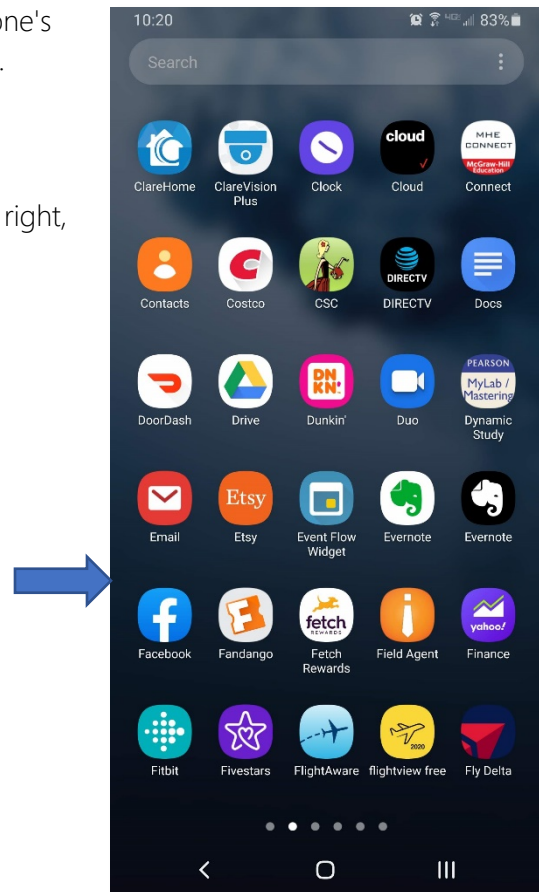 one's
.
right,
10:20 4G 83%
Search
cloud
MHE
CONNECT
McGraw-Hill
Education
ClareHome ClareVision Plus Clock Cloud Connect
DIRECTV
Contacts Costco CSC DIRECTV Docs
DN
KN'
PEARSON
MyLab /
Mastering
DoorDash Drive Dunkin' Duo Dynamic Study
Etsy
Email Etsy Event Flow Widget Evernote Evernote
fetch
REWARDS
yahoo!
Facebook Fandango Fetch Rewards Field Agent Finance
2020
Fitbit Fivestars FlightAware flightview free Fly Delta